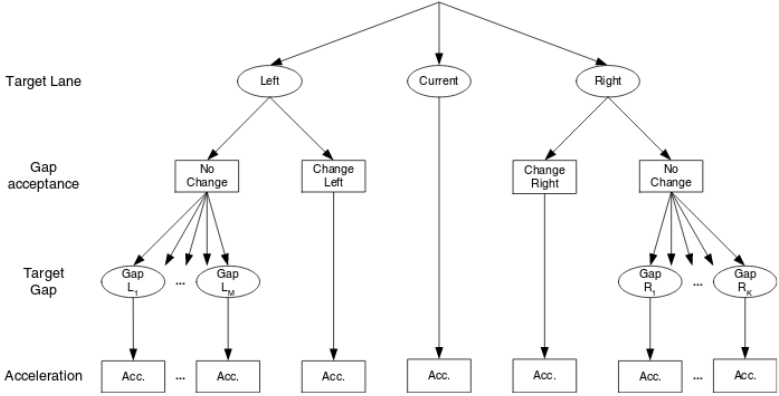 Target Lane
Left
Current
Right
Gap
acceptance
No
Change
Change
Left
Change
Right
No
Change
Target
Gap
Gap
L1
...
Gap
LM
Gap
R1
...
Gap
RK
Acceleration
Acc.
...
Acc.
Acc.
Acc.
Acc.
Acc.
...
Acc.